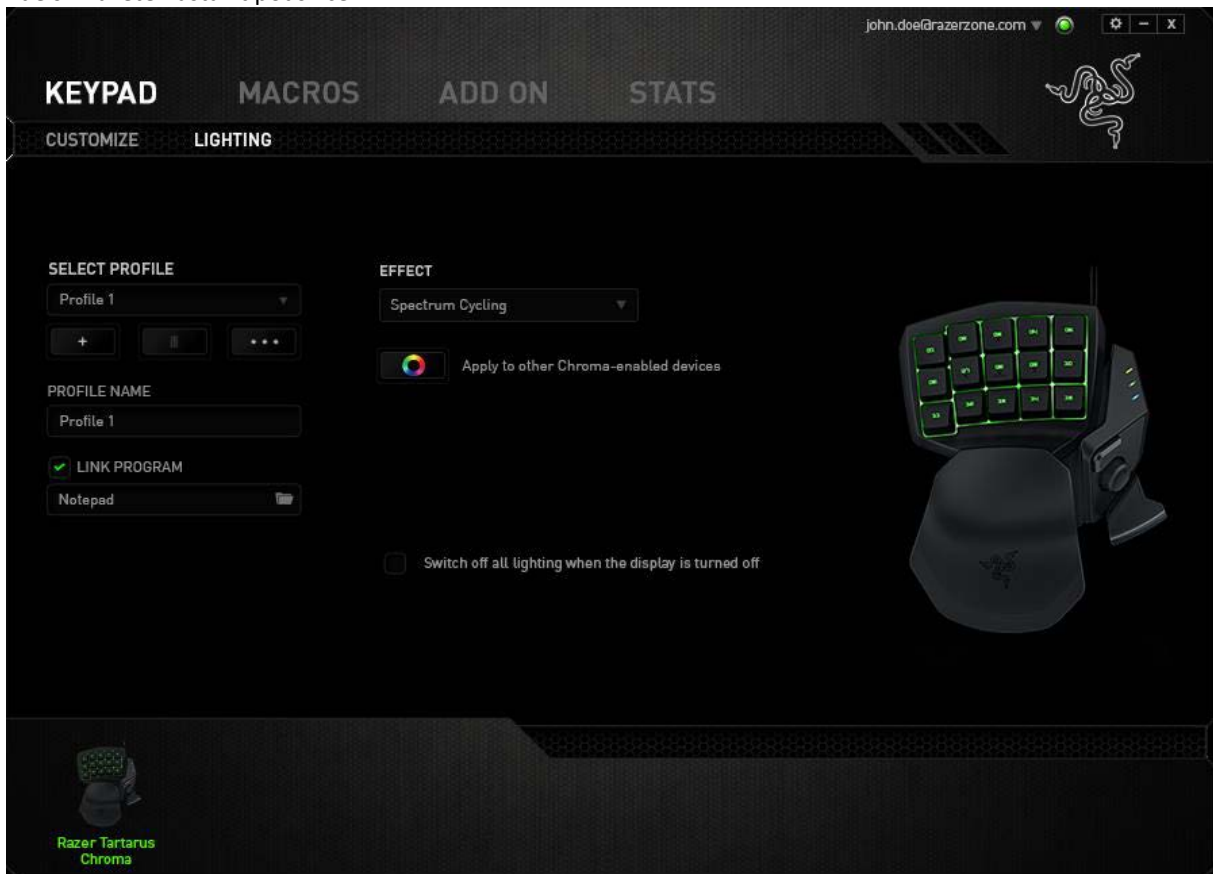 john.doe@razerzone.com
KEYPAD MACROS ADD ON STATS
CUSTOMIZE LIGHTING
SELECT PROFILE
Profile 1
PROFILE NAME
Profile 1
LINK PROGRAM
Notepad
EFFECT
Spectrum Cycling
Apply to other Chroma-enabled devices
Switch off all lighting when the display is turned off
Razer Tartarus
Chroma